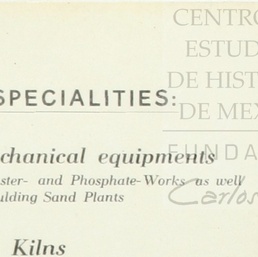 CENTRO
ESTUD
DE HIST
DE MEX
SPECIALITIES:
chanical equipments
FUNDA
ster- and Phosphate-Works as well
ulding Sand Plants
Carlos
Kilns